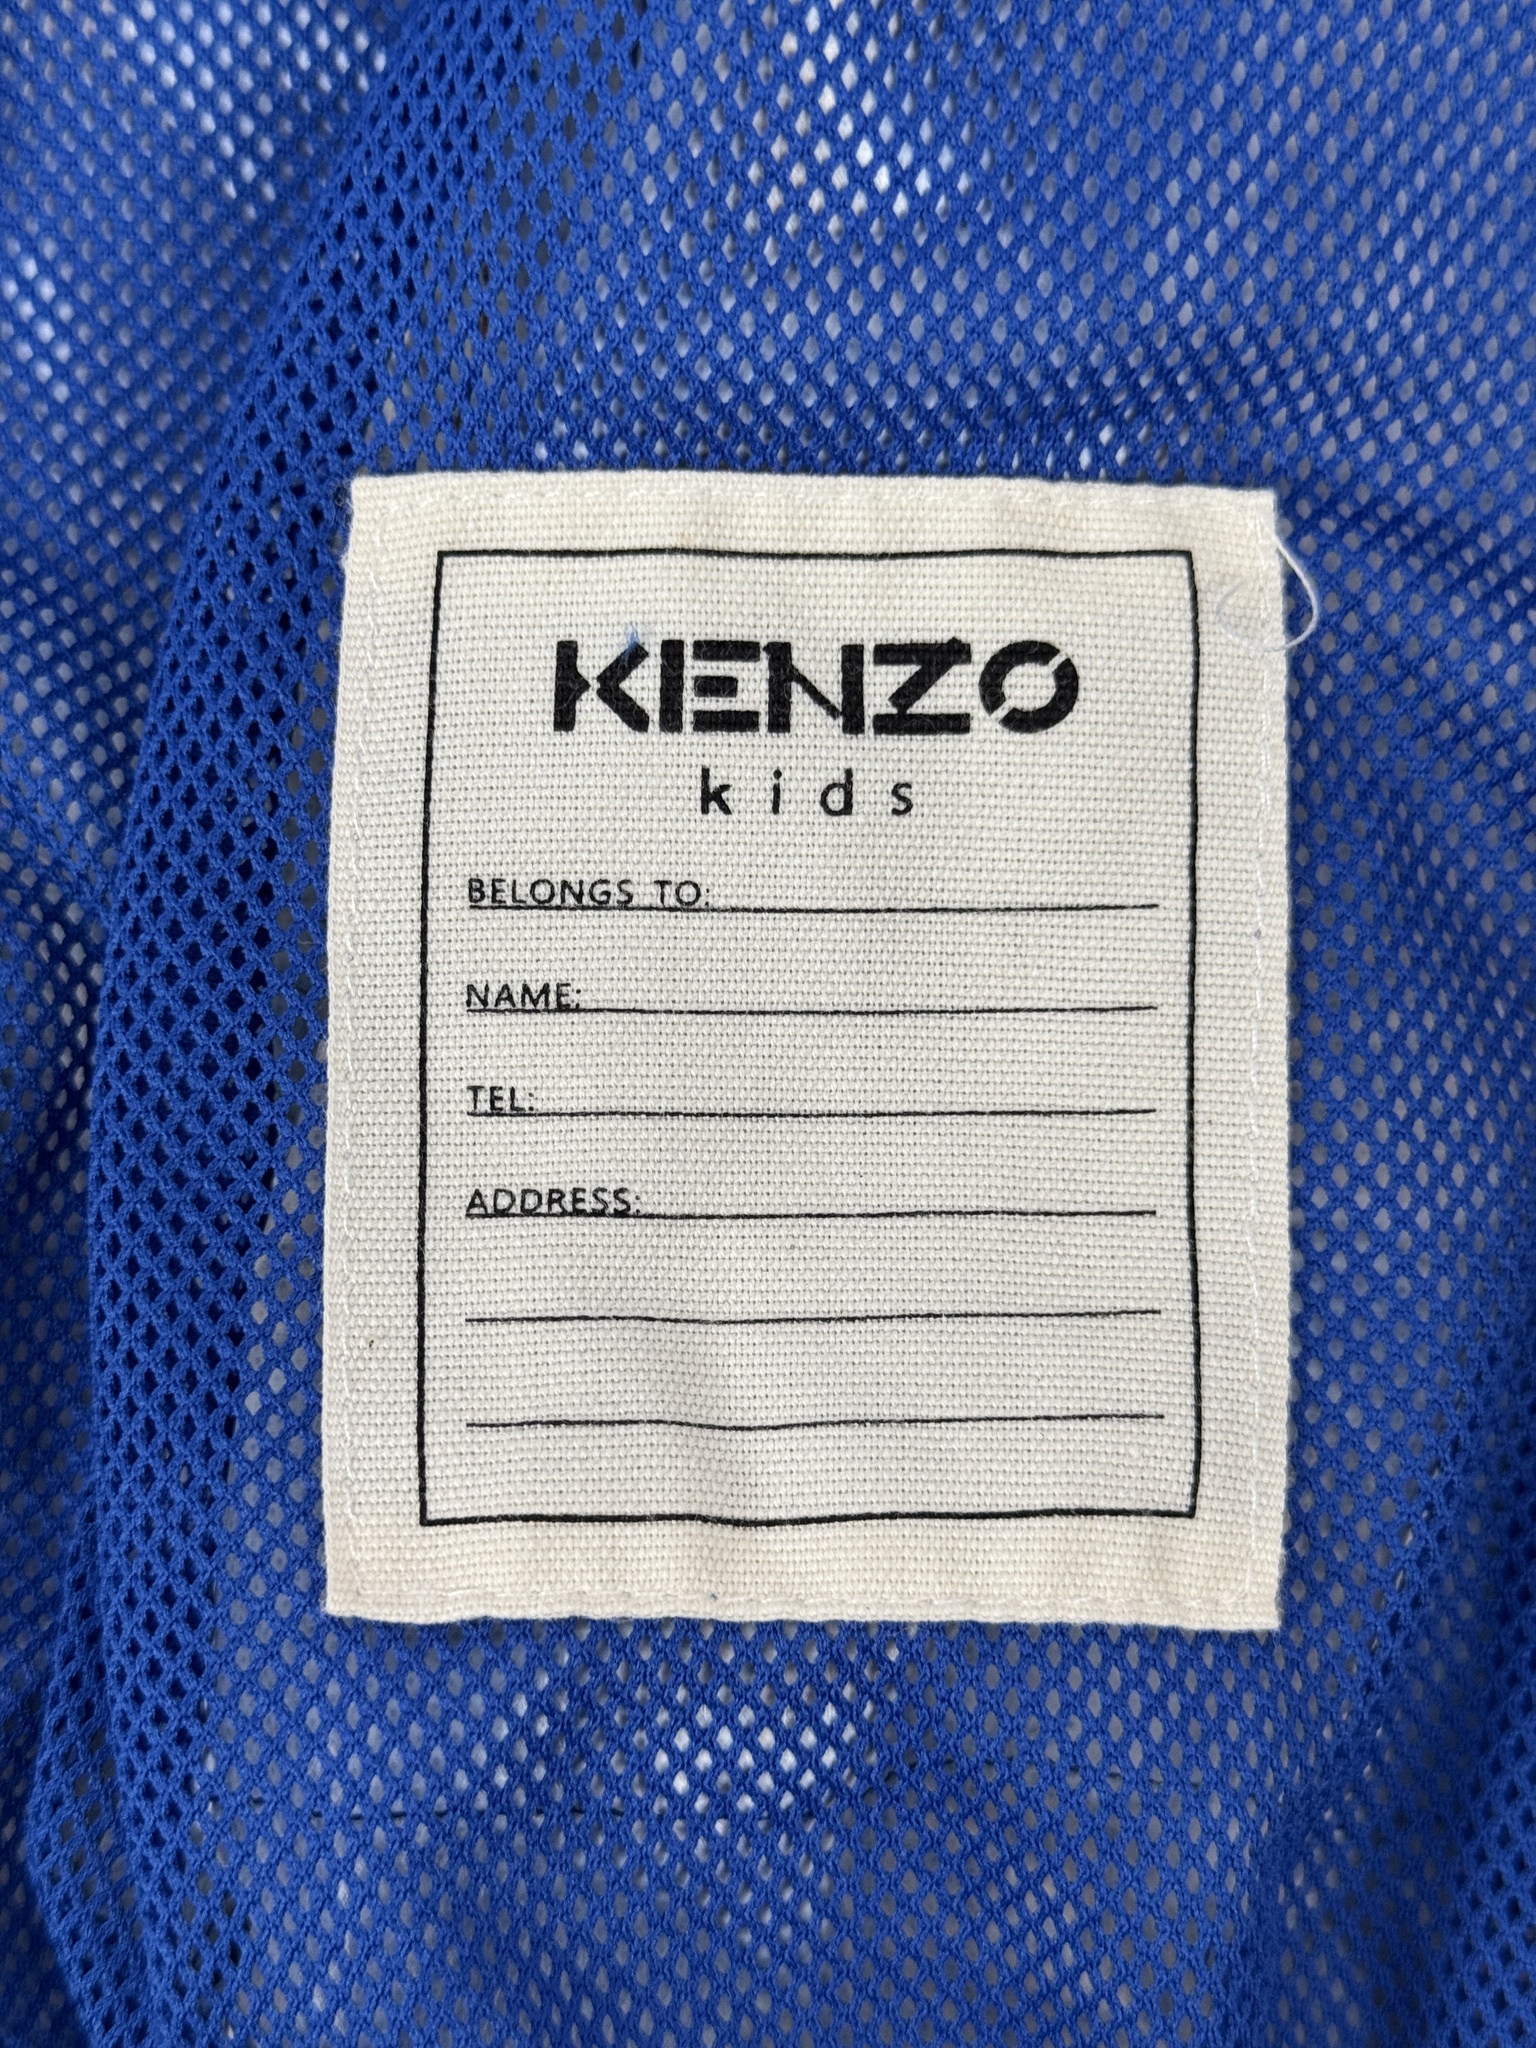 KENZO
kids
BELONGS TO:
NAME:
TEL:
ADDRESS: